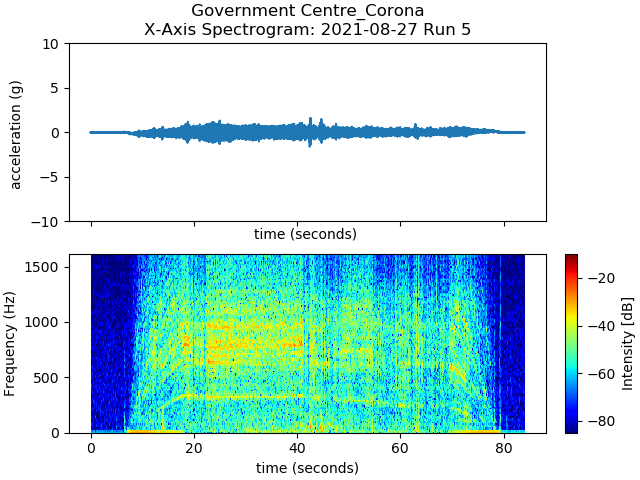 Government Centre_Corona
X-Axis Spectrogram: 2021-08-27 Run 5
10
5
0
−5
−10
acceleration (g)
time (seconds)
1500
1000
500
0
Frequency (Hz)
0 20 40 60 80
time (seconds)
−20
−40
−60
−80
Intensity [dB]